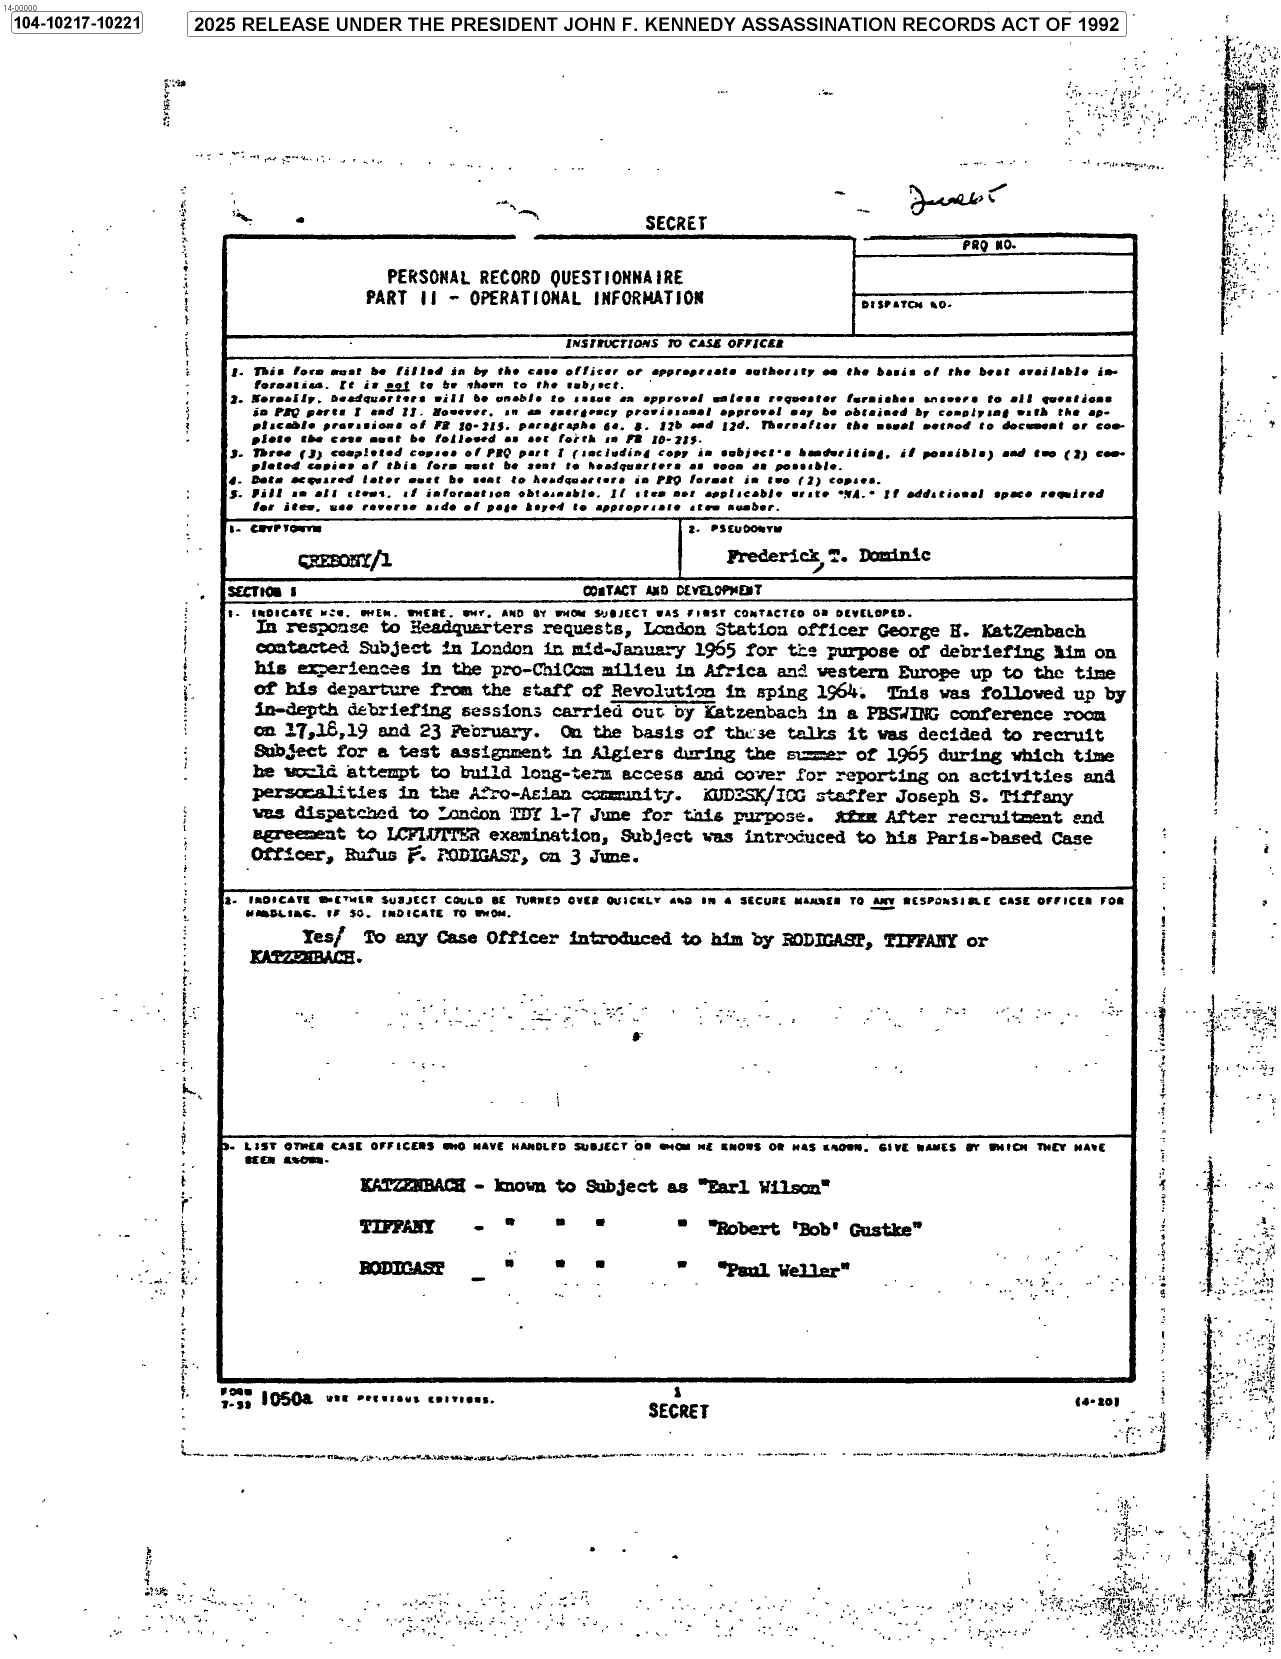 14-00000
104-10217-10221
2025 RELEASE UNDER THE PRESIDENT JOHN F. KENNEDY ASSASSINATION RECORDS ACT OF 1992
June 65
SECRET
PERSONAL RECORD QUESTIONNAIRE
PART II - OPERATIONAL INFORMATION
PRQ NO.
DISPATCH NO.
INSTRUCTIONS TO CASE OFFICER
1. This form must be filled in by the case officer or appropriate authority on the basis of the best available in-
formation. It is not to be shown to the subject.
2. Normally, headquarters will be unable to issue an approval unless requester furnishes answers to all questions
in PRQ parts I and II. However, in an emergency provisional approval may be obtained by complying with the ap-
plicable provisions of FR 10-215, paragraphs 6a, 8, 12b and 12d. Thereafter the usual method to document or com-
plete the case must be followed as set forth in FR 10-215.
3. Three (3) completed copies of PRQ part I (including copy in subject's handwriting, if possible) and two (2) com-
pleted copies of this form must be sent to headquarters as soon as possible.
4. Data acquired later must be sent to headquarters in PRQ format in two (2) copies.
5. Fill in all items, if information obtainable. If item not applicable write "NA." If additional space required
for item, use reverse side of page keyed to appropriate item number.
1. CRYPTONYM
GREBONY/1
2. PSEUDONYM
Frederick, T. Dominic
SECTION I CONTACT AND DEVELOPMENT
1. INDICATE HOW, WHEN, WHERE, WHY, AND BY WHOM SUBJECT WAS FIRST CONTACTED OR DEVELOPED.
In response to Headquarters requests, London Station officer George H. KatZenbach
contacted Subject in London in mid-January 1965 for the purpose of debriefing him on
his experiences in the pro-ChiCom milieu in Africa and western Europe up to the time
of his departure from the staff of Revolution in sping 1964. This was followed up by
in-depth debriefing sessions carried out by Katzenbach in a PBSWING conference room
on 17,18,19 and 23 February. On the basis of these talks it was decided to recruit
Subject for a test assignment in Algiers during the summer of 1965 during which time
he would attempt to build long-term access and cover for reporting on activities and
personalities in the Afro-Asian community. KUDESK/ICG staffer Joseph S. Tiffany
was dispatched to London TDY 1-7 June for this purpose. After recruitment and
agreement to LCFLUTTER examination, Subject was introduced to his Paris-based Case
Officer, Rufus F. RODIGAST, on 3 June.
2. INDICATE WHETHER SUBJECT COULD BE TURNED OVER QUICKLY AND IN A SECURE MANNER TO ANY RESPONSIBLE CASE OFFICER FOR
HANDLING. IF SO, INDICATE TO WHOM.
Yes/ To any Case Officer introduced to him by RODIGAST, TIFFANY or
KATZENBACH.
3. LIST OTHER CASE OFFICERS WHO HAVE HANDLED SUBJECT OR WHOM HE KNOWS OR HAS KNOWN. GIVE NAMES BY WHICH THEY HAVE
BEEN KNOWN.
KATZENBACH - known to Subject as "Earl Wilson"
TIFFANY - " " " " "Robert 'Bob' Gustke"
RODIGAST - " " " " "Paul Weller"
FORM
7-53 1050a USE PREVIOUS EDITIONS.
1
SECRET
(4-20)